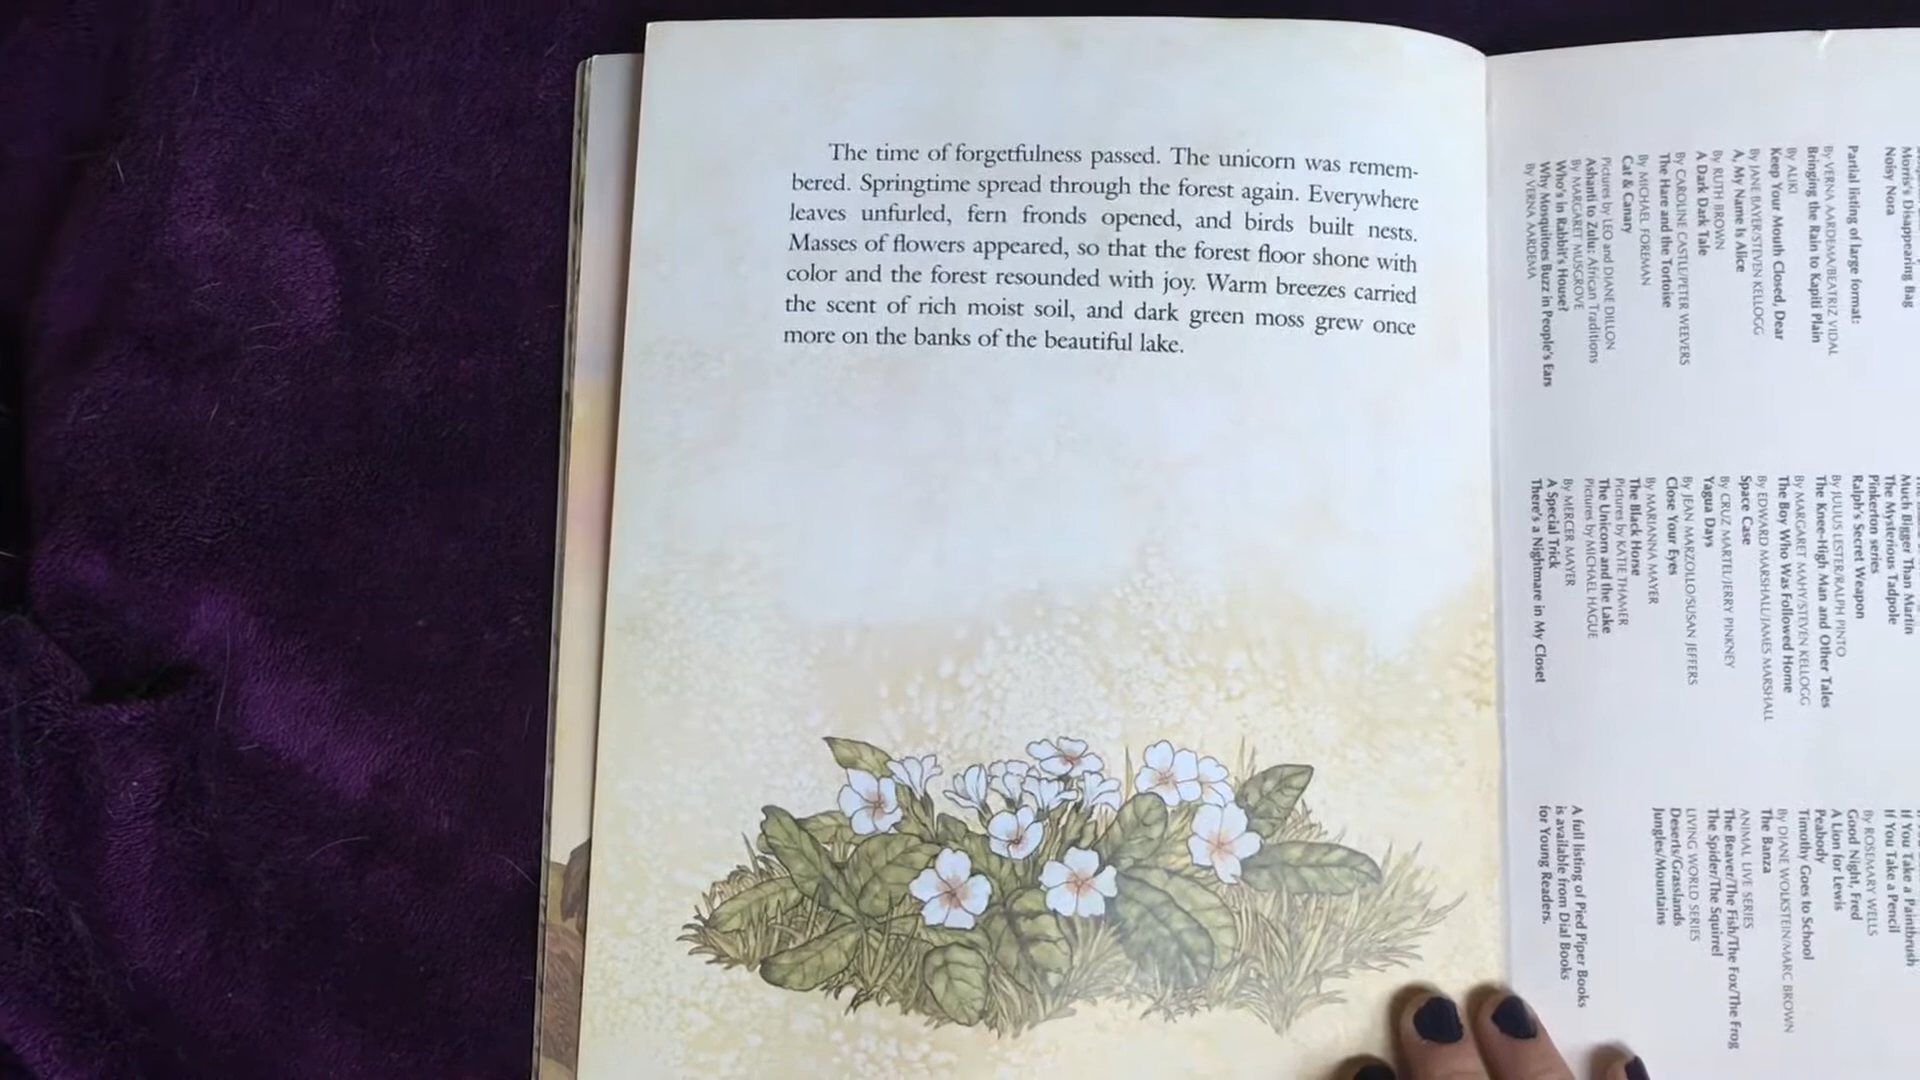 The time of forgetfulness passed. The unicorn was remem-
bered. Springtime spread through the forest again. Everywhere
leaves unfurled, fern fronds opened, and birds built nests.
Masses of flowers appeared, so that the forest floor shone with
color and the forest resounded with joy. Warm breezes carried
the scent of rich moist soil, and dark green moss grew once
more on the banks of the beautiful lake.
Morris's Disappearing Bag
Noisy Nora
Partial listing of large format:
By VERNA AARDEMA/BEATRIZ VIDAL
Bringing the Rain to Kapiti Plain
By ALIKI
Keep Your Mouth Closed, Dear
By JANE BAYER/STEVEN KELLOGG
A, My Name Is Alice
By RUTH BROWN
A Dark Dark Tale
By CAROLINE CASTLE/PETER WEEVERS
The Hare and the Tortoise
By MICHAEL FOREMAN
Cat & Canary
Pictures by LEO and DIANE DILLON
Ashanti to Zulu: African Traditions
By MARGARET MUSGROVE
Who's in Rabbit's House?
Why Mosquitoes Buzz in People's Ears
By VERNA AARDEMA
Much Bigger Than Martin
The Mysterious Tadpole
Pinkerton series
Ralph's Secret Weapon
By JULIUS LESTER/RALPH PINTO
The Knee-High Man and Other Tales
By MARGARET MAHY/STEVEN KELLOGG
The Boy Who Was Followed Home
By EDWARD MARSHALL/JAMES MARSHALL
Space Case
By CRUZ MARTEL/JERRY PINKNEY
Yagua Days
By JEAN MARZOLLO/SUSAN JEFFERS
Close Your Eyes
By MARIANNA MAYER
The Black Horse
Pictures by KATIE THAMER
The Unicorn and the Lake
Pictures by MICHAEL HAGUE
By MERCER MAYER
A Special Trick
There's a Nightmare in My Closet
If You Take a Paintbrush
If You Take a Pencil
By ROSEMARY WELLS
Good Night, Fred
A Lion for Lewis
Peabody
Timothy Goes to School
By DIANE WOLKSTEIN/MARC BROWN
The Banza
ANIMAL LIVE SERIES
The Beaver/The Fish/The Fox/The Frog
The Spider/The Squirrel
LIVING WORLD SERIES
Deserts/Grasslands
Jungles/Mountains
A full listing of Pied Piper Books
is available from Dial Books
for Young Readers.